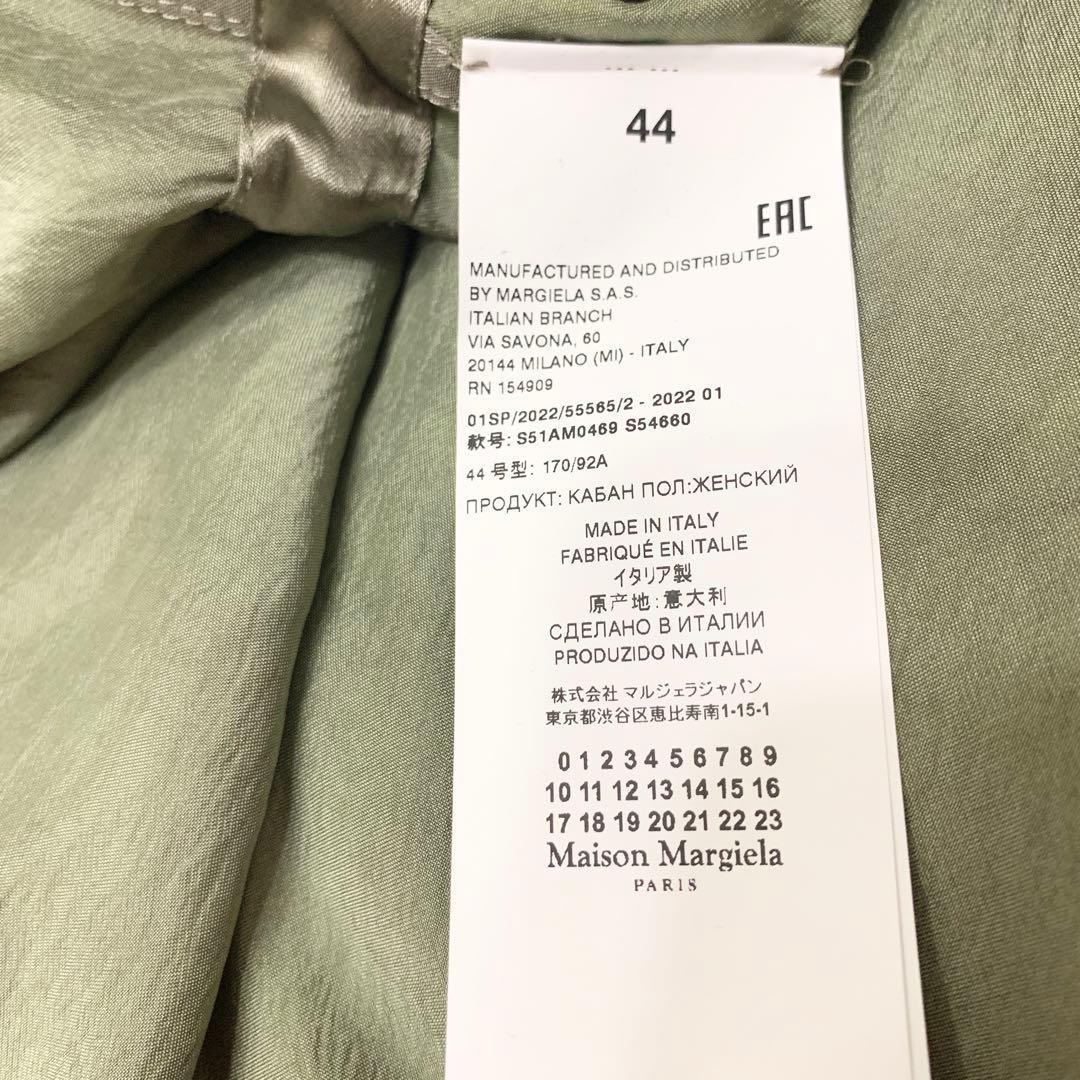 44
EAC
MANUFACTURED AND DISTRIBUTED
BY MARGIELA S.A.S.
ITALIAN BRANCH
VIA SAVONA, 60
20144 MILANO (MI) - ITALY
RN 154909
01SP/2022/55565/2 - 2022 01
款号: S51AM0469 S54660
44 号型: 170/92A
ПРОДУКТ: КАБАН ПОЛ:ЖЕНСКИЙ
MADE IN ITALY
FABRIQUÉ EN ITALIE
イタリア製
原产地:意大利
СДЕЛАНО В ИТАЛИИ
PRODUZIDO NA ITALIA
株式会社 マルジェラジャパン
東京都渋谷区恵比寿南1-15-1
0 1 2 3 4 5 6 7 8 9
10 11 12 13 14 15 16
17 18 19 20 21 22 23
Maison Margiela
PARIS